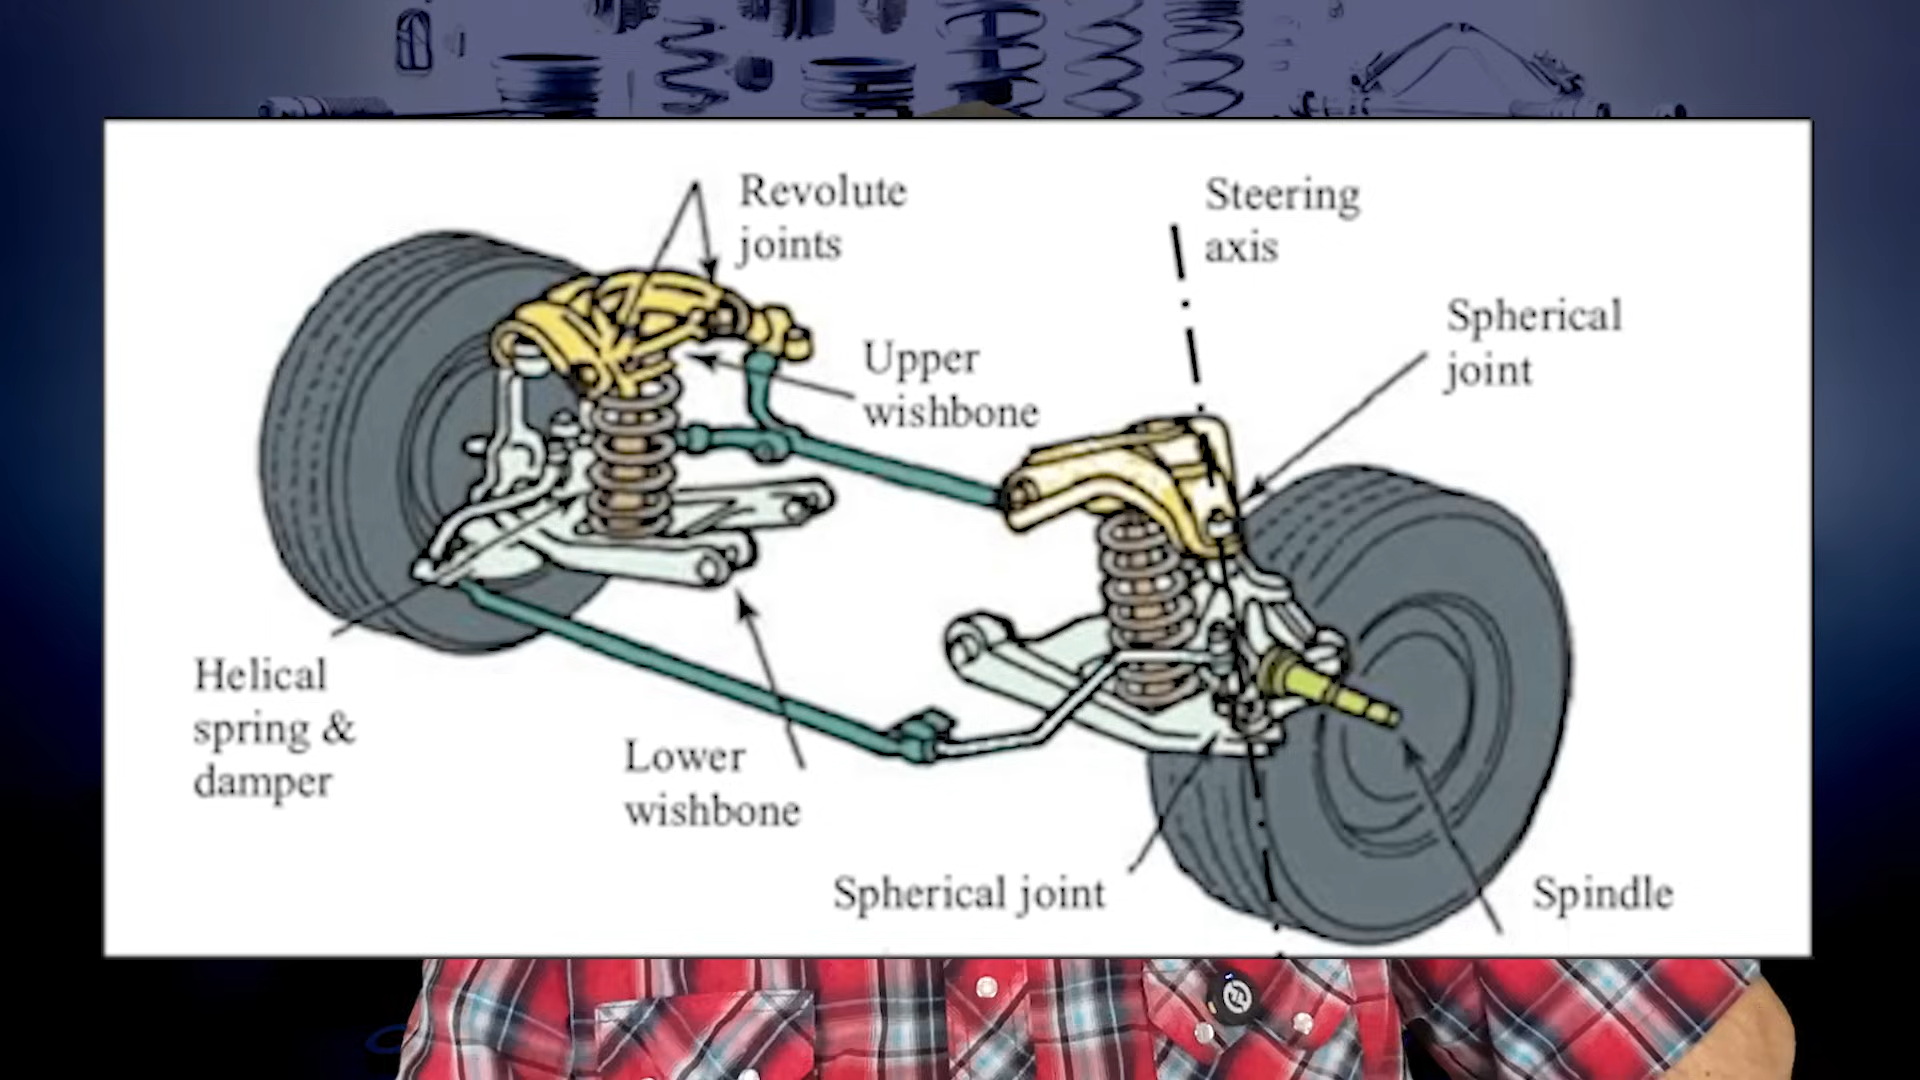 Revolute
joints
Steering
axis
Spherical
joint
Upper
wishbone
Helical
spring &
damper
Lower
wishbone
Spherical joint
Spindle